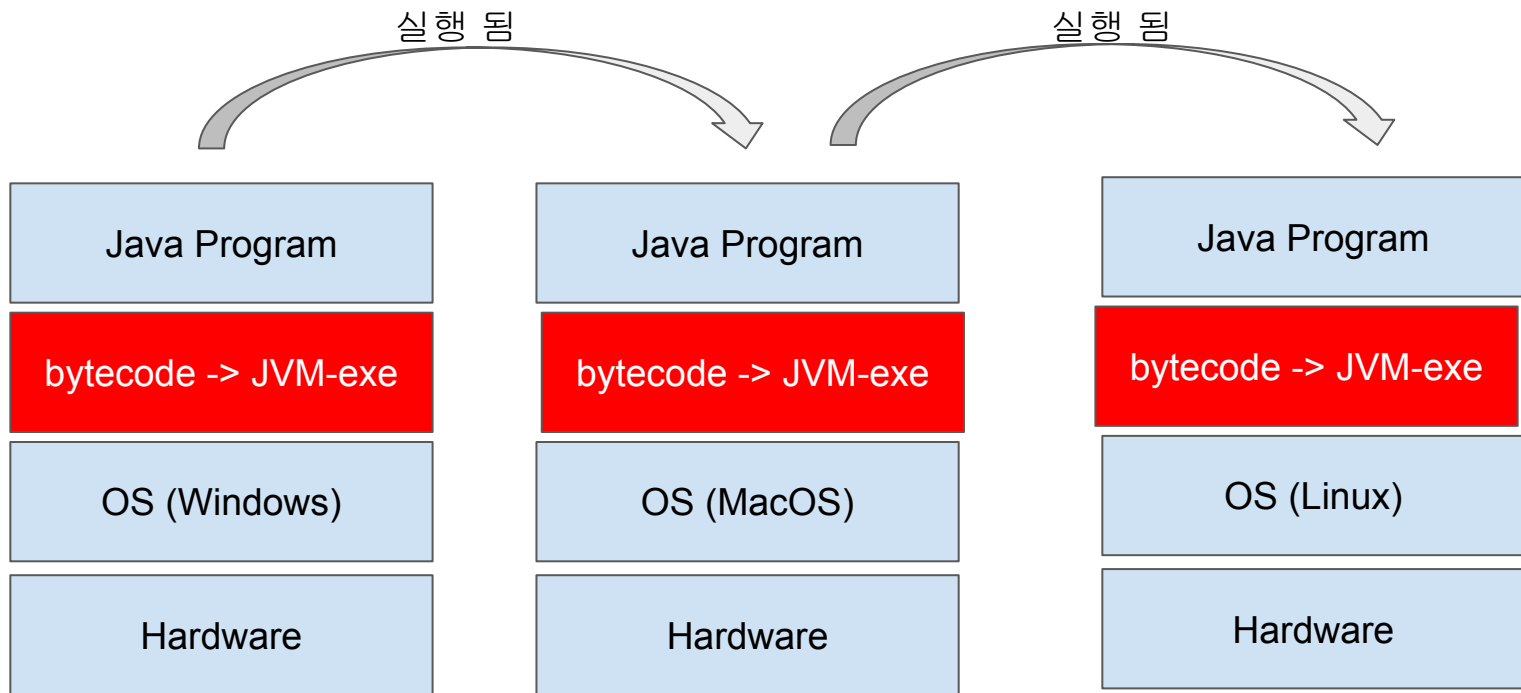 실행 됨
실행 됨
Java Program
Java Program
Java Program
bytecode -> JVM-exe
bytecode -> JVM-exe
bytecode -> JVM-exe
OS (Windows)
OS (MacOS)
OS (Linux)
Hardware
Hardware
Hardware